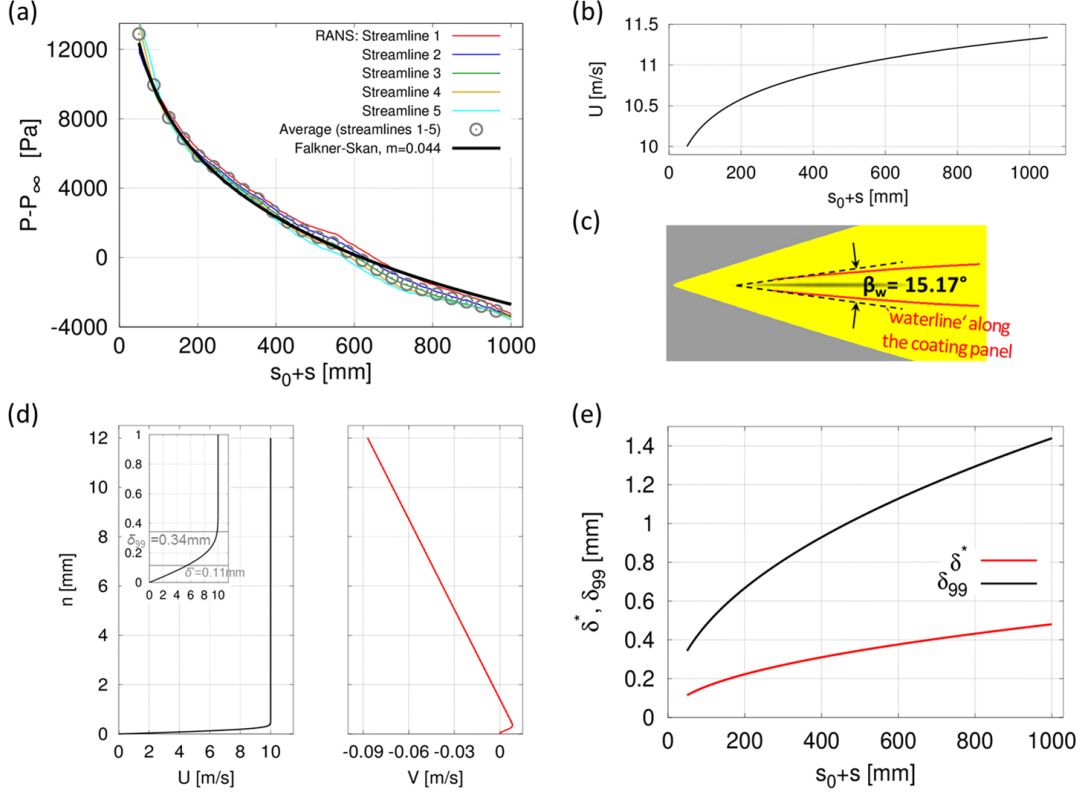 (a)
P-P∞ [Pa]
12000
8000
4000
0
-4000
0
200
400
600
800
1000
s₀+s [mm]
RANS: Streamline 1
Streamline 2
Streamline 3
Streamline 4
Streamline 5
Average (streamlines 1-5)
Falkner-Skan, m=0.044
(b)
U [m/s]
11.5
11
10.5
10
0
200
400
600
800
1000
s₀+s [mm]
(c)
βw= 15.17°
'waterline' along
the coating panel
(d)
n [mm]
12
10
8
6
4
2
0
0
2
4
6
8
10
U [m/s]
1
0.8
0.6
0.4
0.2
0
0 2 4 6 8 10
δ99=0.34mm
δ*=0.11mm
-0.09
-0.06
-0.03
0
V [m/s]
(e)
δ*, δ99 [mm]
1.4
1.2
1
0.8
0.6
0.4
0.2
0
0
200
400
600
800
1000
s₀+s [mm]
δ*
δ99